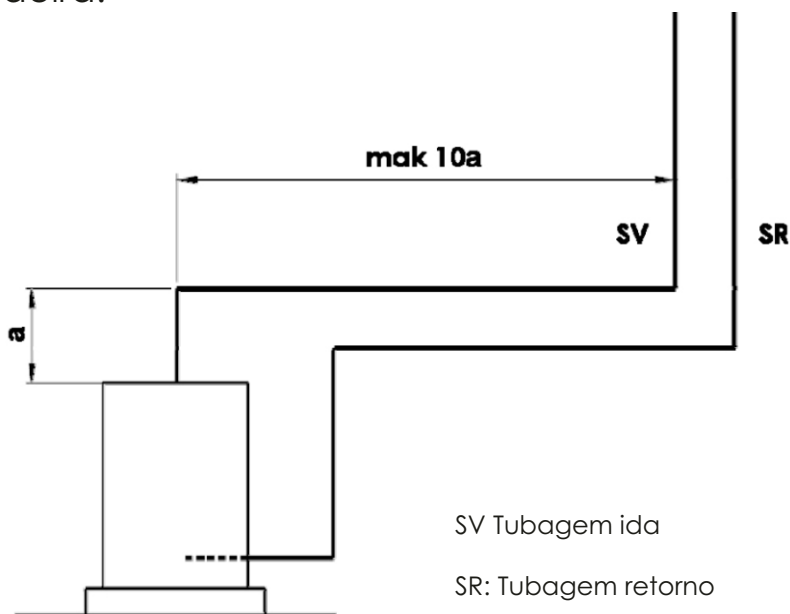 mak 10a
SV
SR
a
SV Tubagem ida
SR: Tubagem retorno